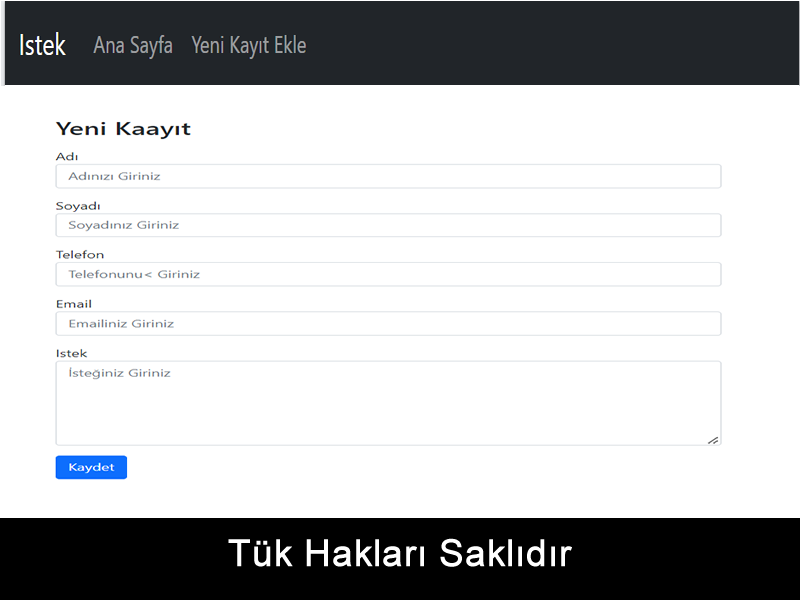 Istek Ana Sayfa Yeni Kayıt Ekle
Yeni Kaayıt
Adı
Adınızı Giriniz
Soyadı
Soyadınız Giriniz
Telefon
Telefonunu< Giriniz
Email
Emailiniz Giriniz
Istek
İsteğiniz Giriniz
Kaydet
Tük Hakları Saklıdır